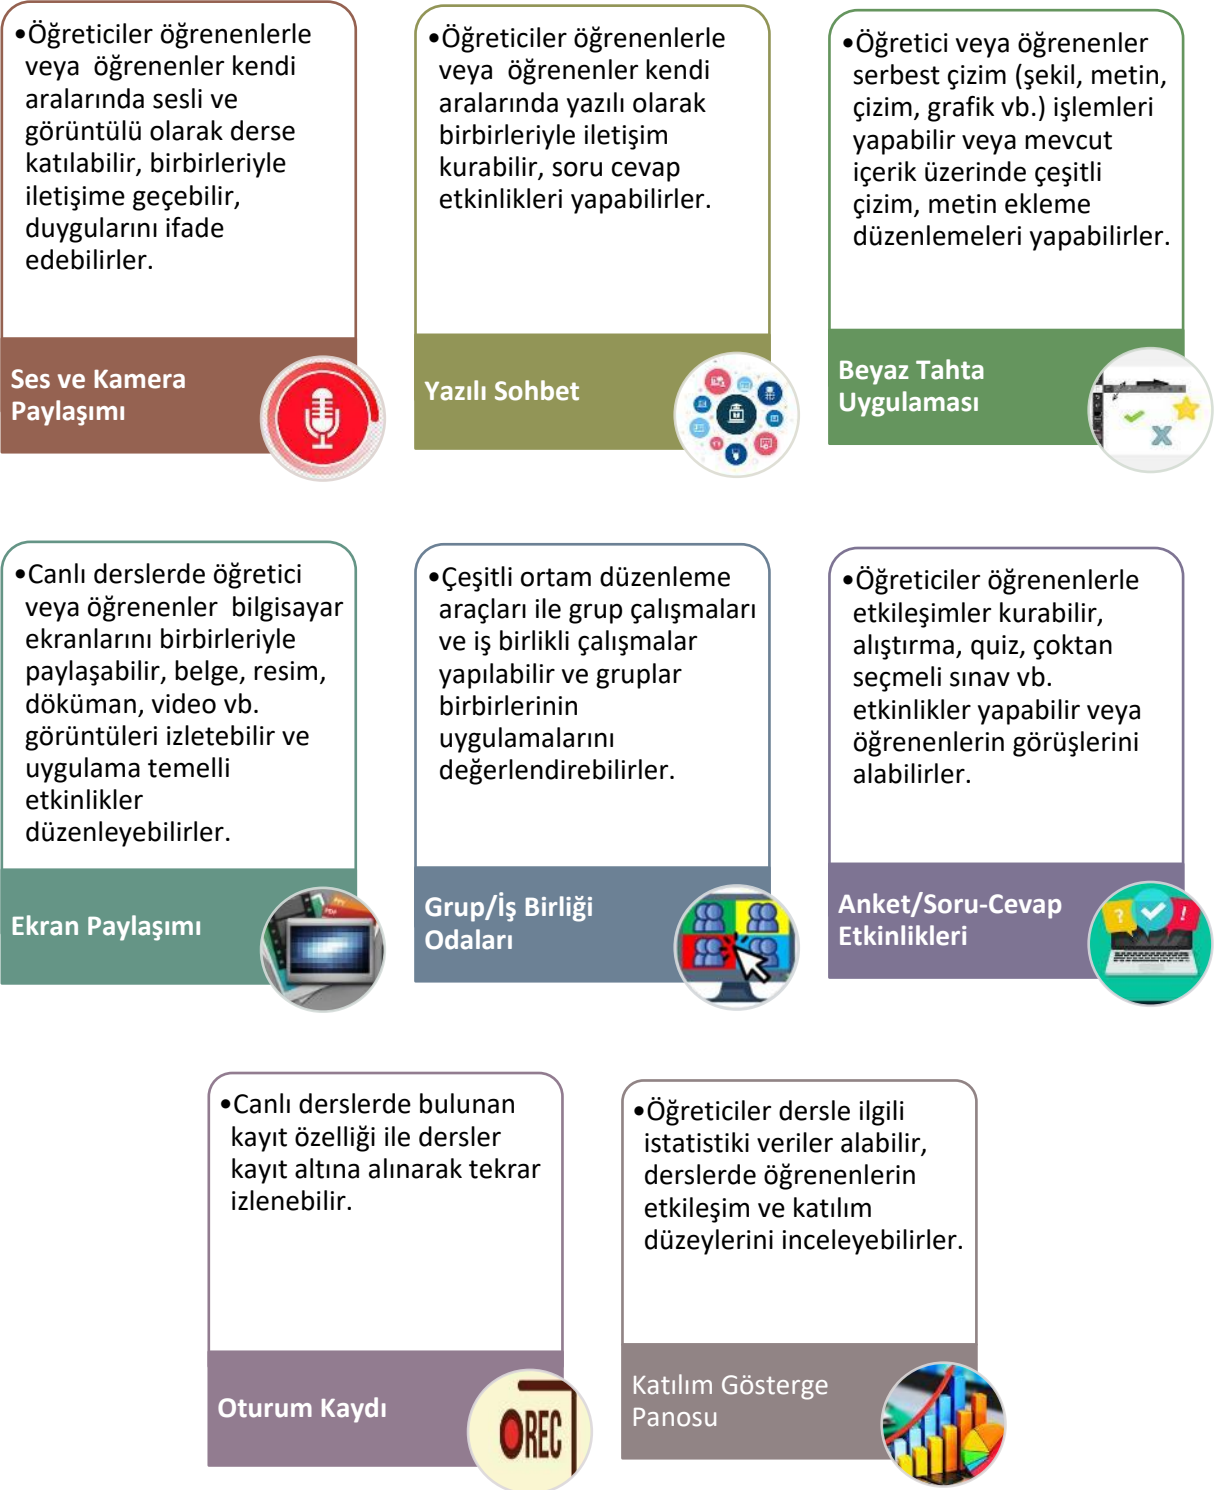 •Öğreticiler öğrenenlerle
veya öğrenenler kendi
aralarında sesli ve
görüntülü olarak derse
katılabilir, birbirleriyle
iletişime geçebilir,
duygularını ifade
edebilirler.
Ses ve Kamera
Paylaşımı
•Öğreticiler öğrenenlerle
veya öğrenenler kendi
aralarında yazılı olarak
birbirleriyle iletişim
kurabilir, soru cevap
etkinlikleri yapabilirler.
Yazılı Sohbet
•Öğretici veya öğrenenler
serbest çizim (şekil, metin,
çizim, grafik vb.) işlemleri
yapabilir veya mevcut
içerik üzerinde çeşitli
çizim, metin ekleme
düzenlemeleri yapabilirler.
Beyaz Tahta
Uygulaması
•Canlı derslerde öğretici
veya öğrenenler bilgisayar
ekranlarını birbirleriyle
paylaşabilir, belge, resim,
döküman, video vb.
görüntüleri izletebilir ve
uygulama temelli
etkinlikler
düzenleyebilirler.
Ekran Paylaşımı
PDF
•Çeşitli ortam düzenleme
araçları ile grup çalışmaları
ve iş birlikli çalışmalar
yapılabilir ve gruplar
birbirlerinin
uygulamalarını
değerlendirebilirler.
Grup/İş Birliği
Odaları
•Öğreticiler öğrenenlerle
etkileşimler kurabilir,
alıştırma, quiz, çoktan
seçmeli sınav vb.
etkinlikler yapabilir veya
öğrenenlerin görüşlerini
alabilirler.
Anket/Soru-Cevap
Etkinlikleri
? !
•Canlı derslerde bulunan
kayıt özelliği ile dersler
kayıt altına alınarak tekrar
izlenebilir.
Oturum Kaydı
REC
•Öğreticiler dersle ilgili
istatistiki veriler alabilir,
derslerde öğrenenlerin
etkileşim ve katılım
düzeylerini inceleyebilirler.
Katılım Gösterge
Panosu